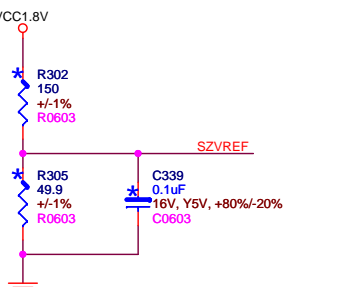 VCC1.8V
R302
150
+/-1%
R0603
SZVREF
R305
49.9
+/-1%
R0603
C339
0.1uF
16V, Y5V, +80%/-20%
C0603